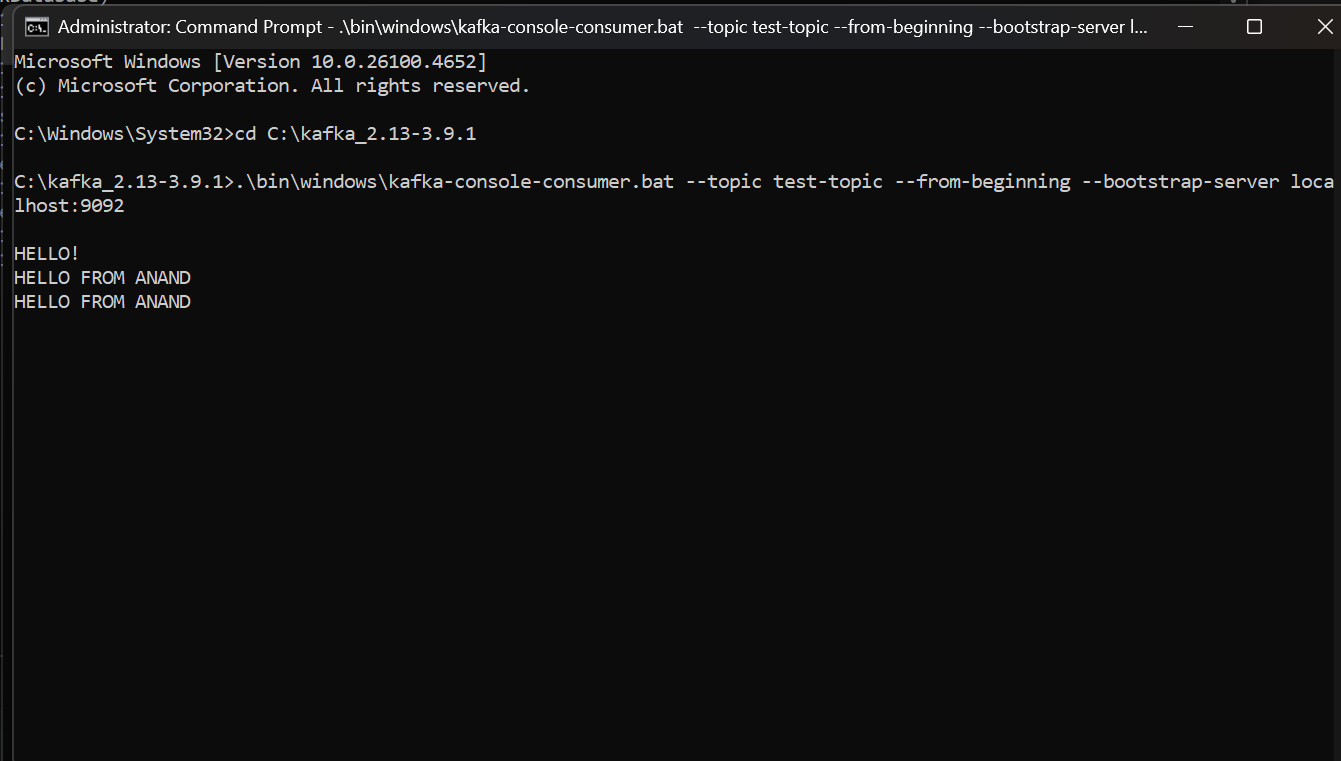 Administrator: Command Prompt - .\bin\windows\kafka-console-consumer.bat  --topic test-topic --from-beginning --bootstrap-server l...
Microsoft Windows [Version 10.0.26100.4652]
(c) Microsoft Corporation. All rights reserved.
C:\Windows\System32>cd C:\kafka_2.13-3.9.1
C:\kafka_2.13-3.9.1>.\bin\windows\kafka-console-consumer.bat --topic test-topic --from-beginning --bootstrap-server loca
lhost:9092
HELLO!
HELLO FROM ANAND
HELLO FROM ANAND